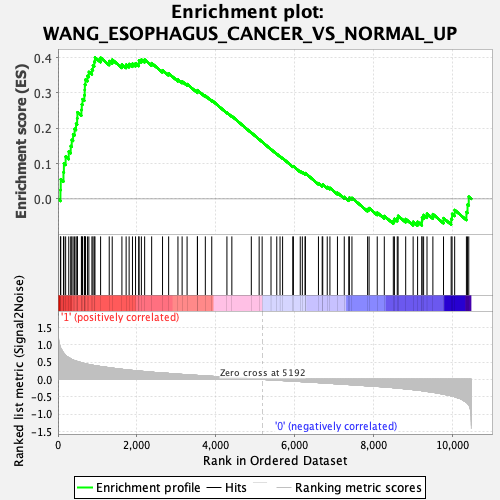 Enrichment plot:
WANG_ESOPHAGUS_CANCER_VS_NORMAL_UP
Enrichment score (ES)
0.4
0.3
0.2
0.1
0.0
'1' (positively correlated)
Ranked list metric (Signal2Noise)
1.5
1.0
0.5
0.0
-0.5
-1.0
-1.5
Zero cross at 5192
'0' (negatively correlated)
0
2,000
4,000
6,000
8,000
10,000
Rank in Ordered Dataset
Enrichment profile
Hits
Ranking metric scores